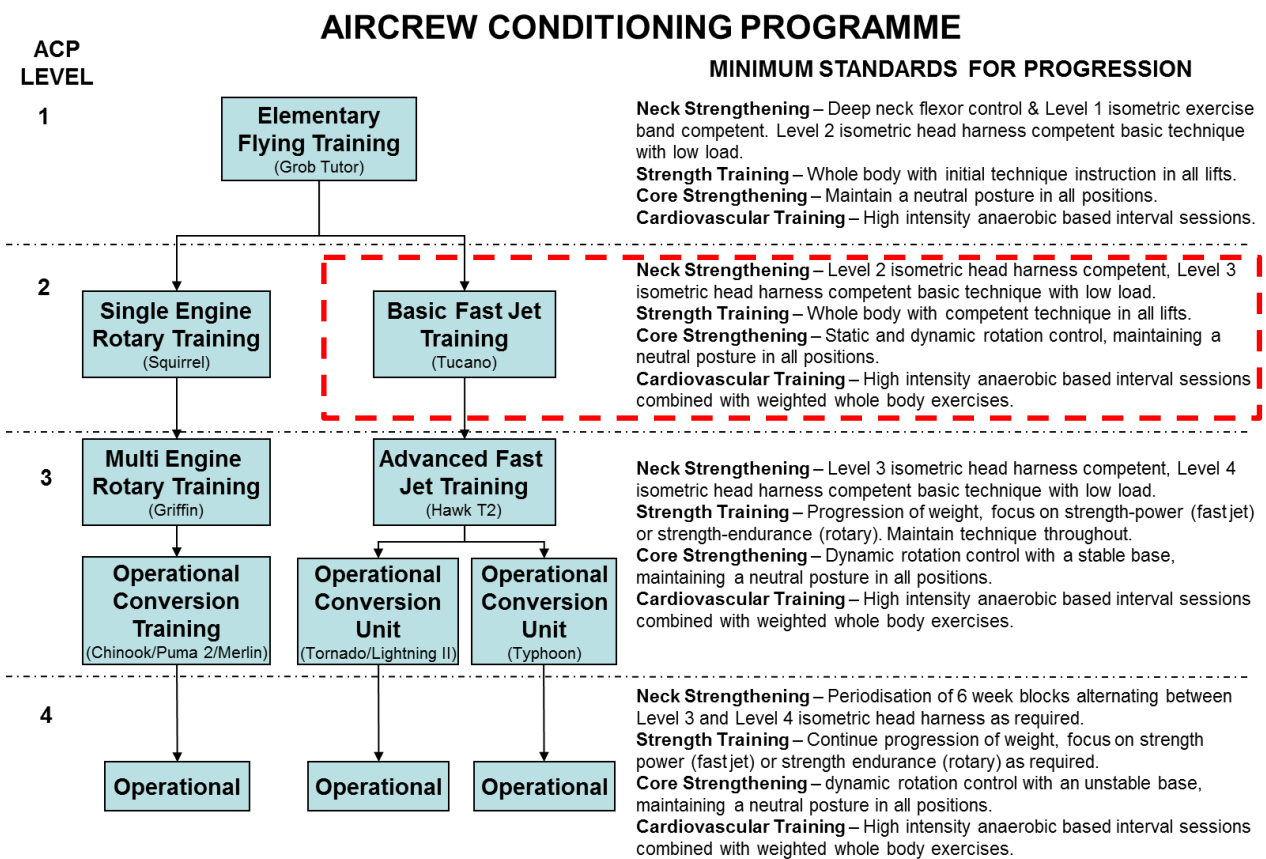 AIRCREW CONDITIONING PROGRAMME
ACP
LEVEL
MINIMUM STANDARDS FOR PROGRESSION
1
Elementary
Flying Training
(Grob Tutor)
Neck Strengthening – Deep neck flexor control & Level 1 isometric exercise
band competent. Level 2 isometric head harness competent basic technique
with low load.
Strength Training – Whole body with initial technique instruction in all lifts.
Core Strengthening – Maintain a neutral posture in all positions.
Cardiovascular Training – High intensity anaerobic based interval sessions.
2
Single Engine
Rotary Training
(Squirrel)
Basic Fast Jet
Training
(Tucano)
Neck Strengthening – Level 2 isometric head harness competent, Level 3
isometric head harness competent basic technique with low load.
Strength Training – Whole body with competent technique in all lifts.
Core Strengthening – Static and dynamic rotation control, maintaining a
neutral posture in all positions.
Cardiovascular Training – High intensity anaerobic based interval sessions
combined with weighted whole body exercises.
3
Multi Engine
Rotary Training
(Griffin)
Advanced Fast
Jet Training
(Hawk T2)
Operational
Conversion
Training
(Chinook/Puma 2/Merlin)
Operational
Conversion
Unit
(Tornado/Lightning II)
Operational
Conversion
Unit
(Typhoon)
Neck Strengthening – Level 3 isometric head harness competent, Level 4
isometric head harness competent basic technique with low load.
Strength Training – Progression of weight, focus on strength-power (fast jet)
or strength-endurance (rotary). Maintain technique throughout.
Core Strengthening – Dynamic rotation control with a stable base,
maintaining a neutral posture in all positions.
Cardiovascular Training – High intensity anaerobic based interval sessions
combined with weighted whole body exercises.
4
Operational
Operational
Operational
Neck Strengthening – Periodisation of 6 week blocks alternating between
Level 3 and Level 4 isometric head harness as required.
Strength Training – Continue progression of weight, focus on strength
power (fast jet) or strength endurance (rotary) as required.
Core Strengthening – dynamic rotation control with an unstable base,
maintaining a neutral posture in all positions.
Cardiovascular Training – High intensity anaerobic based interval sessions
combined with weighted whole body exercises.